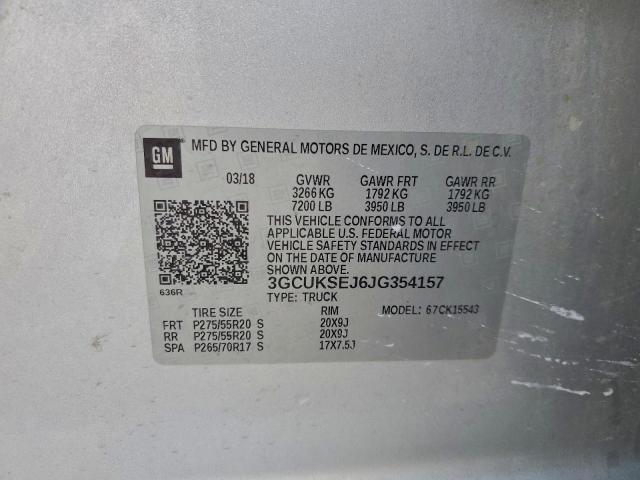 GM MFD BY GENERAL MOTORS DE MEXICO, S. DE R.L. DE C.V.
03/18 GVWR GAWR FRT GAWR RR
3266 KG 1792 KG 1792 KG
7200 LB 3950 LB 3950 LB
THIS VEHICLE CONFORMS TO ALL
APPLICABLE U.S. FEDERAL MOTOR
VEHICLE SAFETY STANDARDS IN EFFECT
ON THE DATE OF MANUFACTURE
SHOWN ABOVE.
636R 3GCUKSEJ6JG354157
TYPE: TRUCK MODEL: 67CK15543
TIRE SIZE RIM
FRT P275/55R20 S 20X9J
RR P275/55R20 S 20X9J
SPA P265/70R17 S 17X7.5J